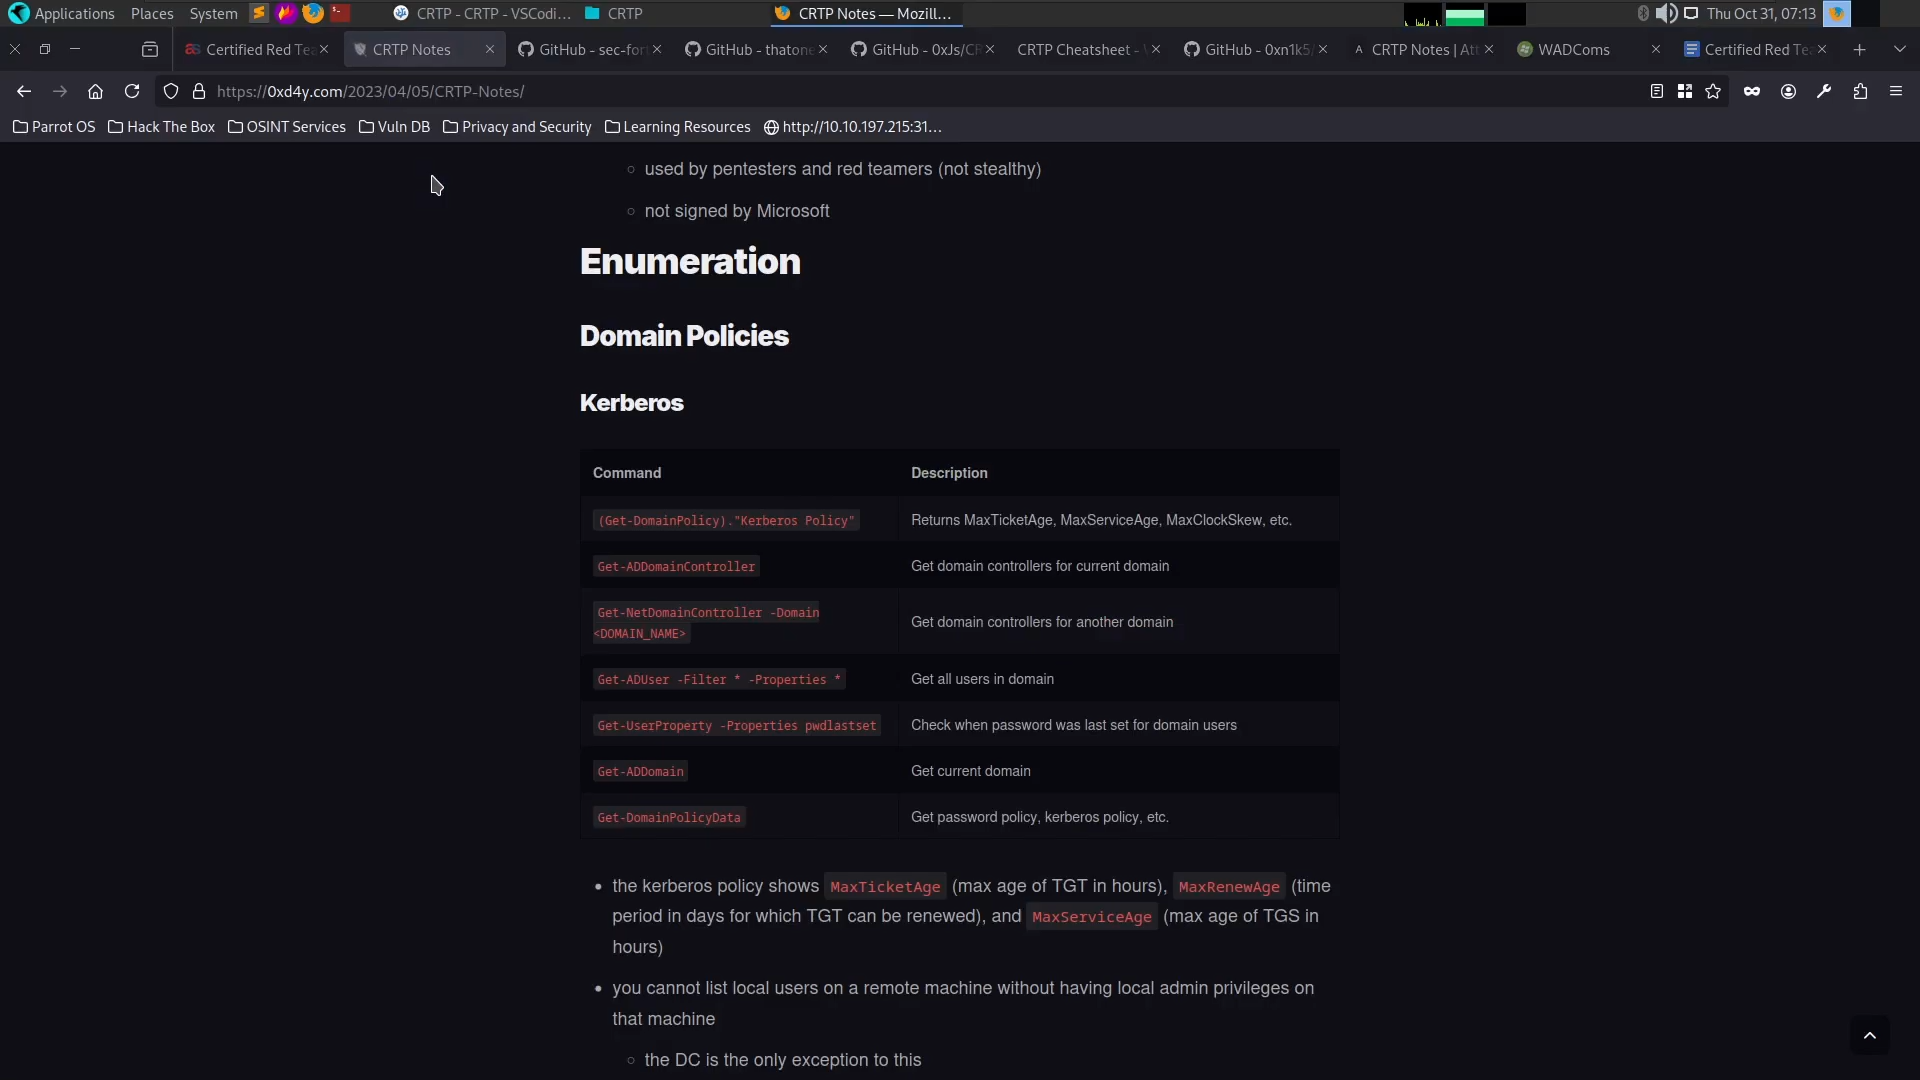 Applications Places System CRTP - CRTP - VSCodi... CRTP CRTP Notes — Mozill... Thu Oct 31, 07:13
Certified Red Tea CRTP Notes GitHub - sec-for GitHub - thatone GitHub - 0xJs/CR CRTP Cheatsheet - GitHub - 0xn1k5/ CRTP Notes | Att WADComs Certified Red Tea
https://0xd4y.com/2023/04/05/CRTP-Notes/
Parrot OS Hack The Box OSINT Services Vuln DB Privacy and Security Learning Resources http://10.10.197.215:31...
used by pentesters and red teamers (not stealthy)
not signed by Microsoft
Enumeration
Domain Policies
Kerberos
Command Description
(Get-DomainPolicy)."Kerberos Policy" Returns MaxTicketAge, MaxServiceAge, MaxClockSkew, etc.
Get-ADDomainController Get domain controllers for current domain
Get-NetDomainController -Domain
<DOMAIN_NAME> Get domain controllers for another domain
Get-ADUser -Filter * -Properties * Get all users in domain
Get-UserProperty -Properties pwdlastset Check when password was last set for domain users
Get-ADDomain Get current domain
Get-DomainPolicyData Get password policy, kerberos policy, etc.
the kerberos policy shows MaxTicketAge (max age of TGT in hours), MaxRenewAge (time
period in days for which TGT can be renewed), and MaxServiceAge (max age of TGS in
hours)
you cannot list local users on a remote machine without having local admin privileges on
that machine
the DC is the only exception to this